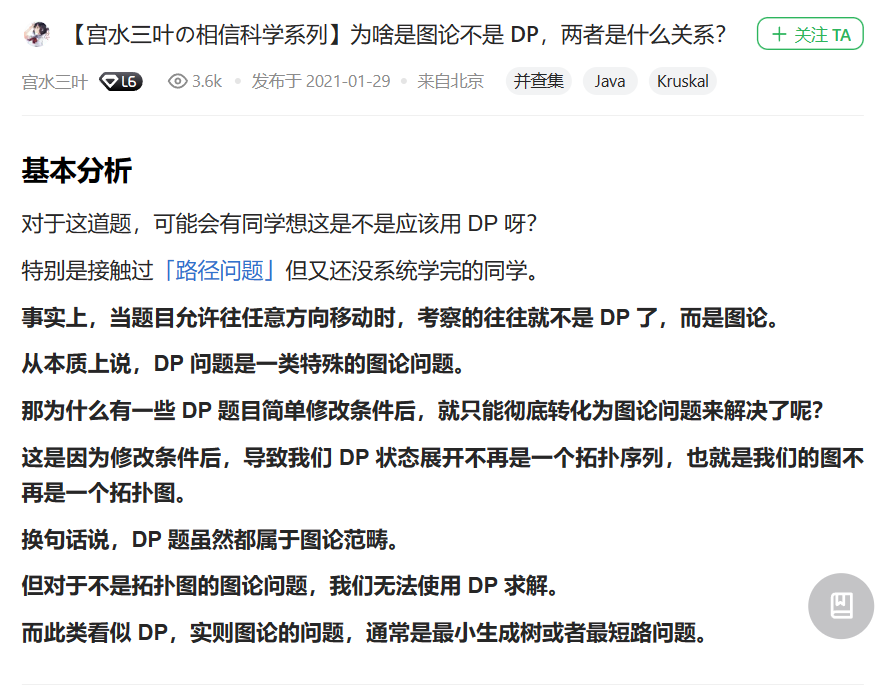 【宫水三叶の相信科学系列】为啥是图论不是 DP，两者是什么关系？
＋ 关注 TA
宫水三叶 L6 3.6k 发布于 2021-01-29 来自北京 并查集 Java Kruskal
基本分析
对于这道题，可能会有同学想这是不是应该用 DP 呀？
特别是接触过「路径问题」但又还没系统学完的同学。
事实上，当题目允许往任意方向移动时，考察的往往就不是 DP 了，而是图论。
从本质上说，DP 问题是一类特殊的图论问题。
那为什么有一些 DP 题目简单修改条件后，就只能彻底转化为图论问题来解决了呢？
这是因为修改条件后，导致我们 DP 状态展开不再是一个拓扑序列，也就是我们的图不
再是一个拓扑图。
换句话说，DP 题虽然都属于图论范畴。
但对于不是拓扑图的图论问题，我们无法使用 DP 求解。
而此类看似 DP，实则图论的问题，通常是最小生成树或者最短路问题。